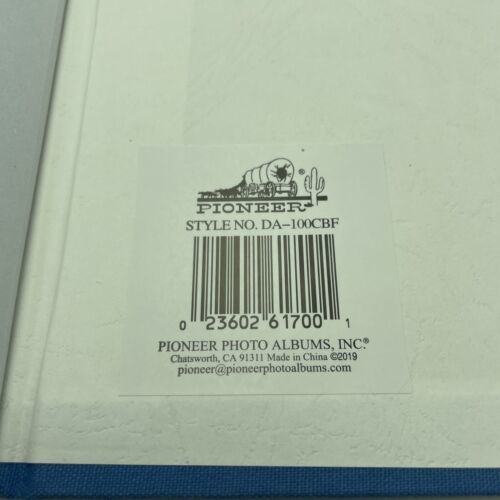 PIONEER ®
STYLE NO. DA-100CBF
0 23602 61700 1
PIONEER PHOTO ALBUMS, INC.®
Chatsworth, CA 91311 Made in China ©2019
pioneer@pioneerphotoalbums.com